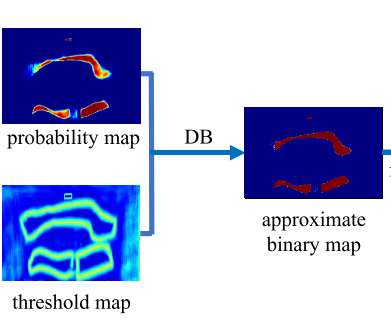 probability map
DB
approximate
binary map
threshold map